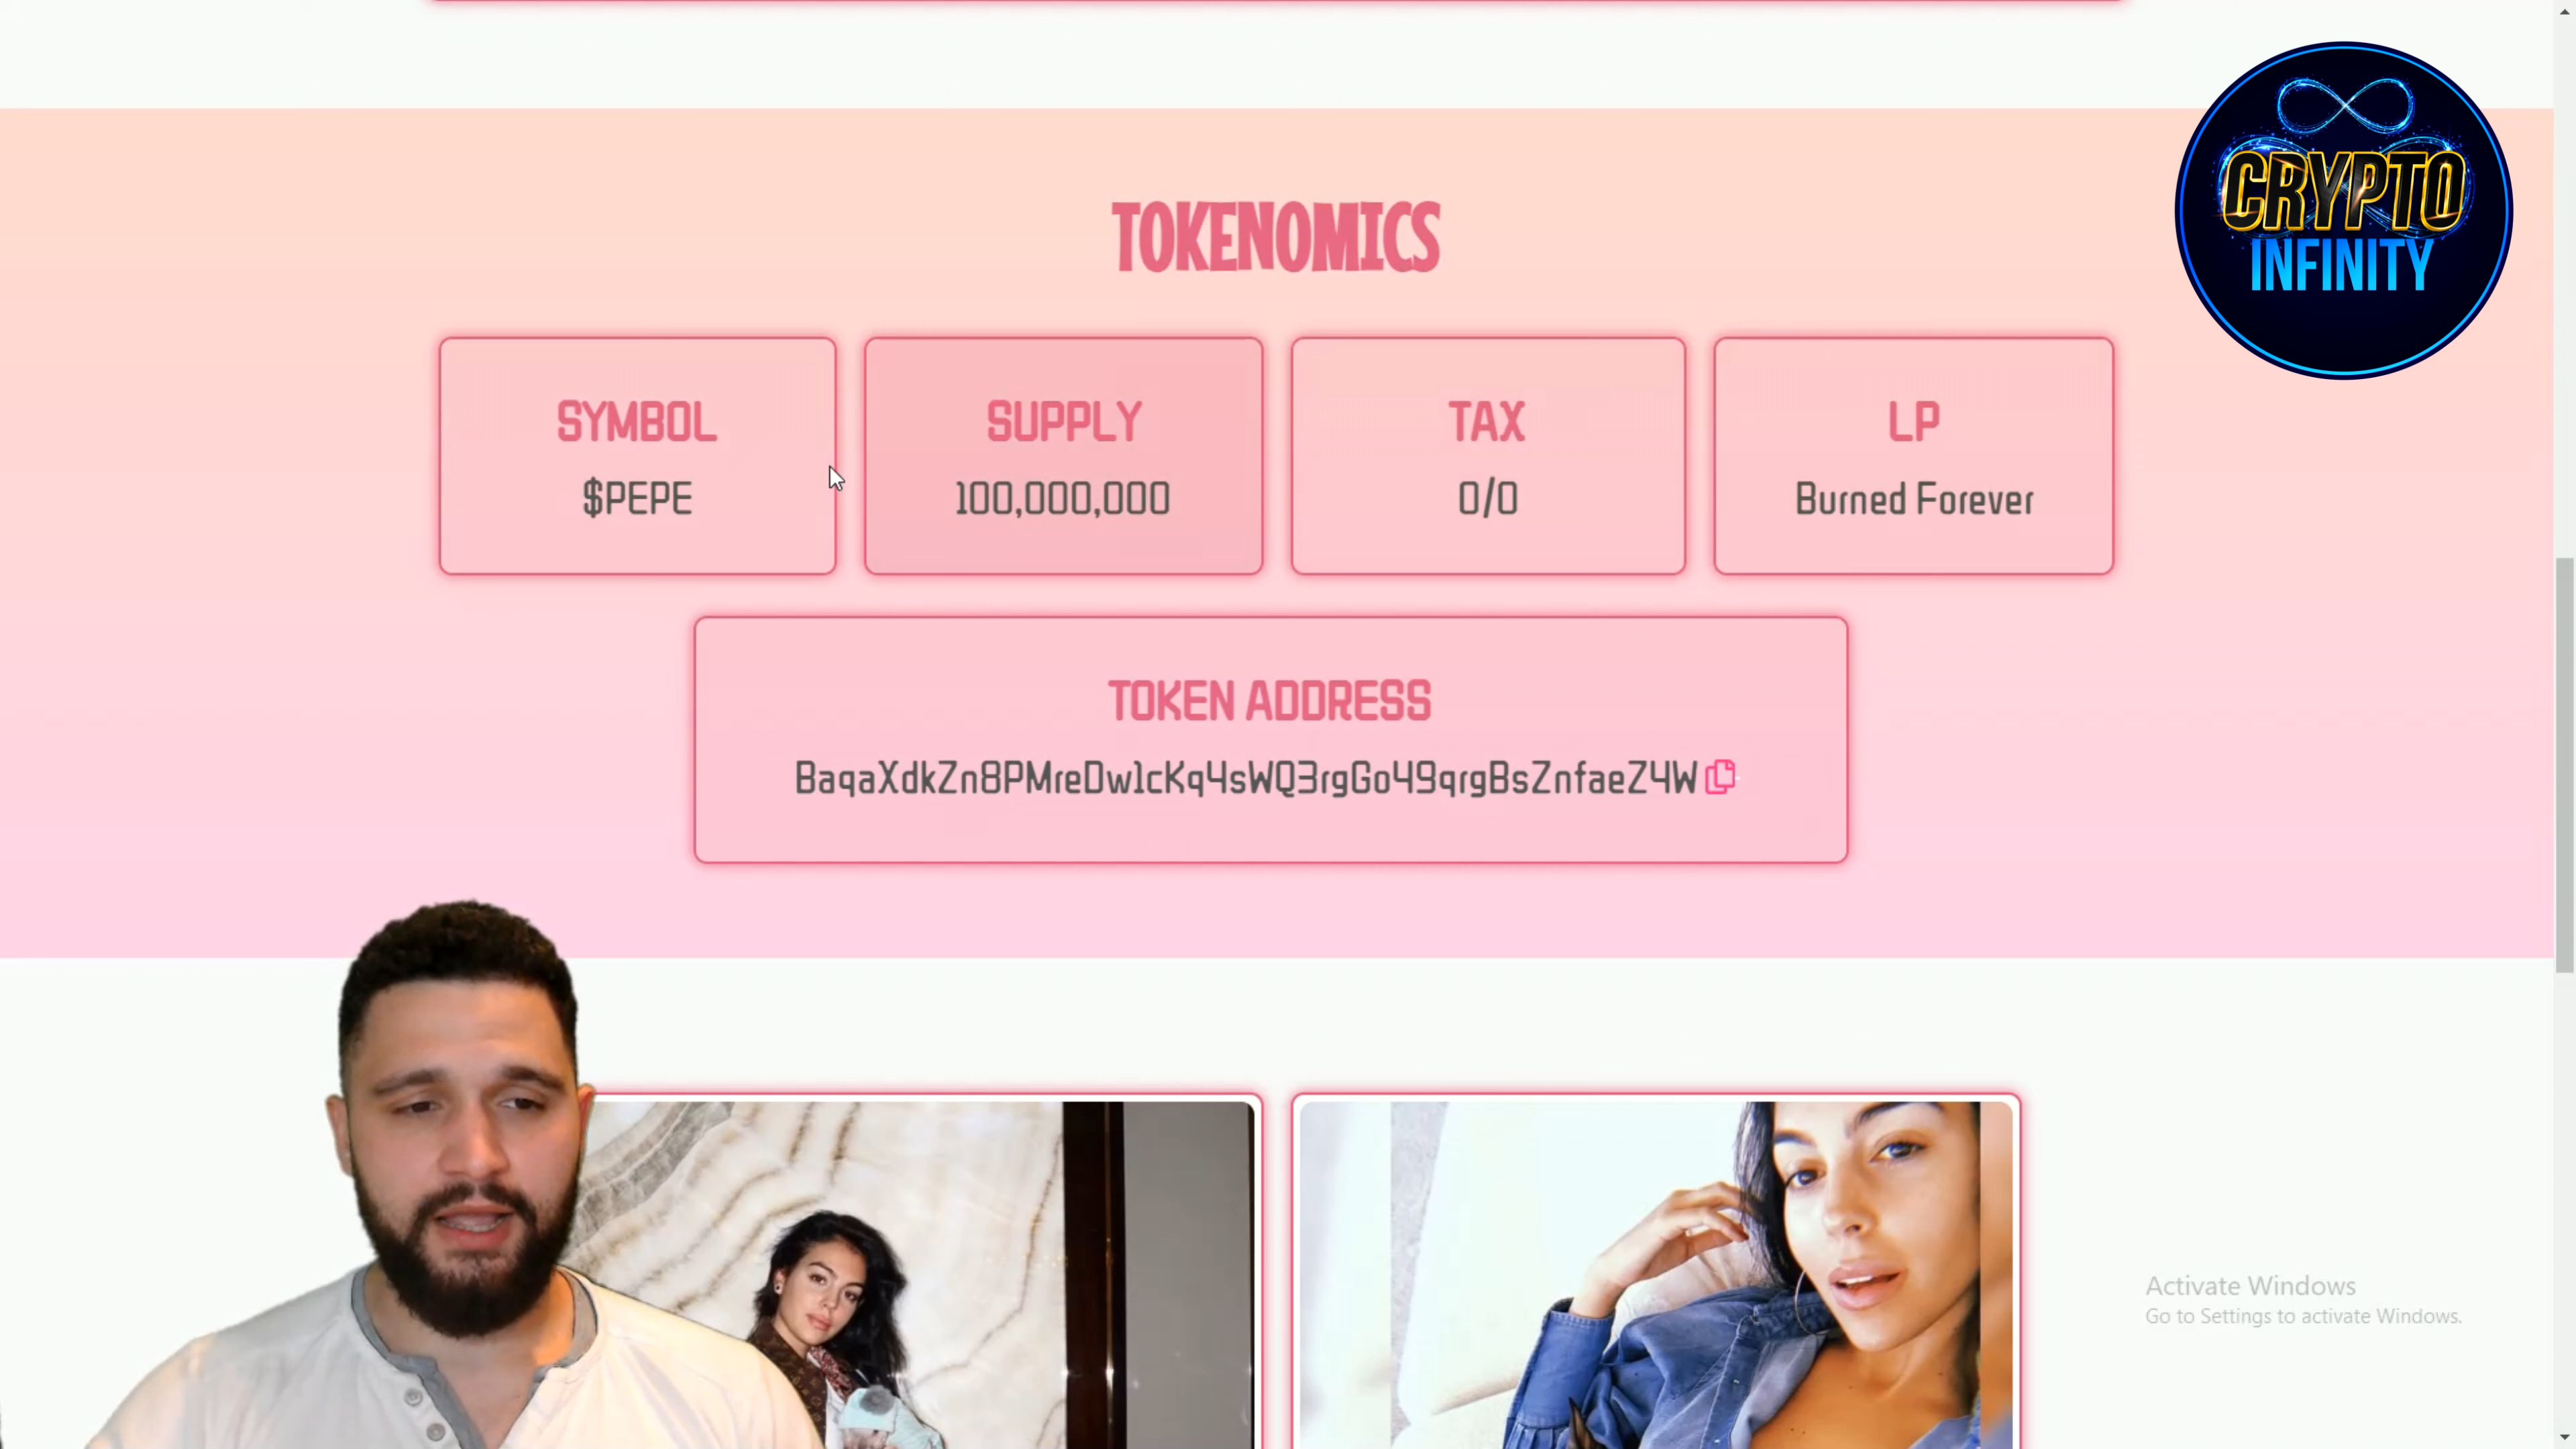 CRYPTO
INFINITY
TOKENOMICS
SYMBOL
$PEPE
SUPPLY
100,000,000
TAX
0/0
LP
Burned Forever
TOKEN ADDRESS
BaqaXdkZn8PMreDw1cKq4sWQ3rgGo49qrgBsZnfaeZ4W
Activate Windows
Go to Settings to activate Windows.